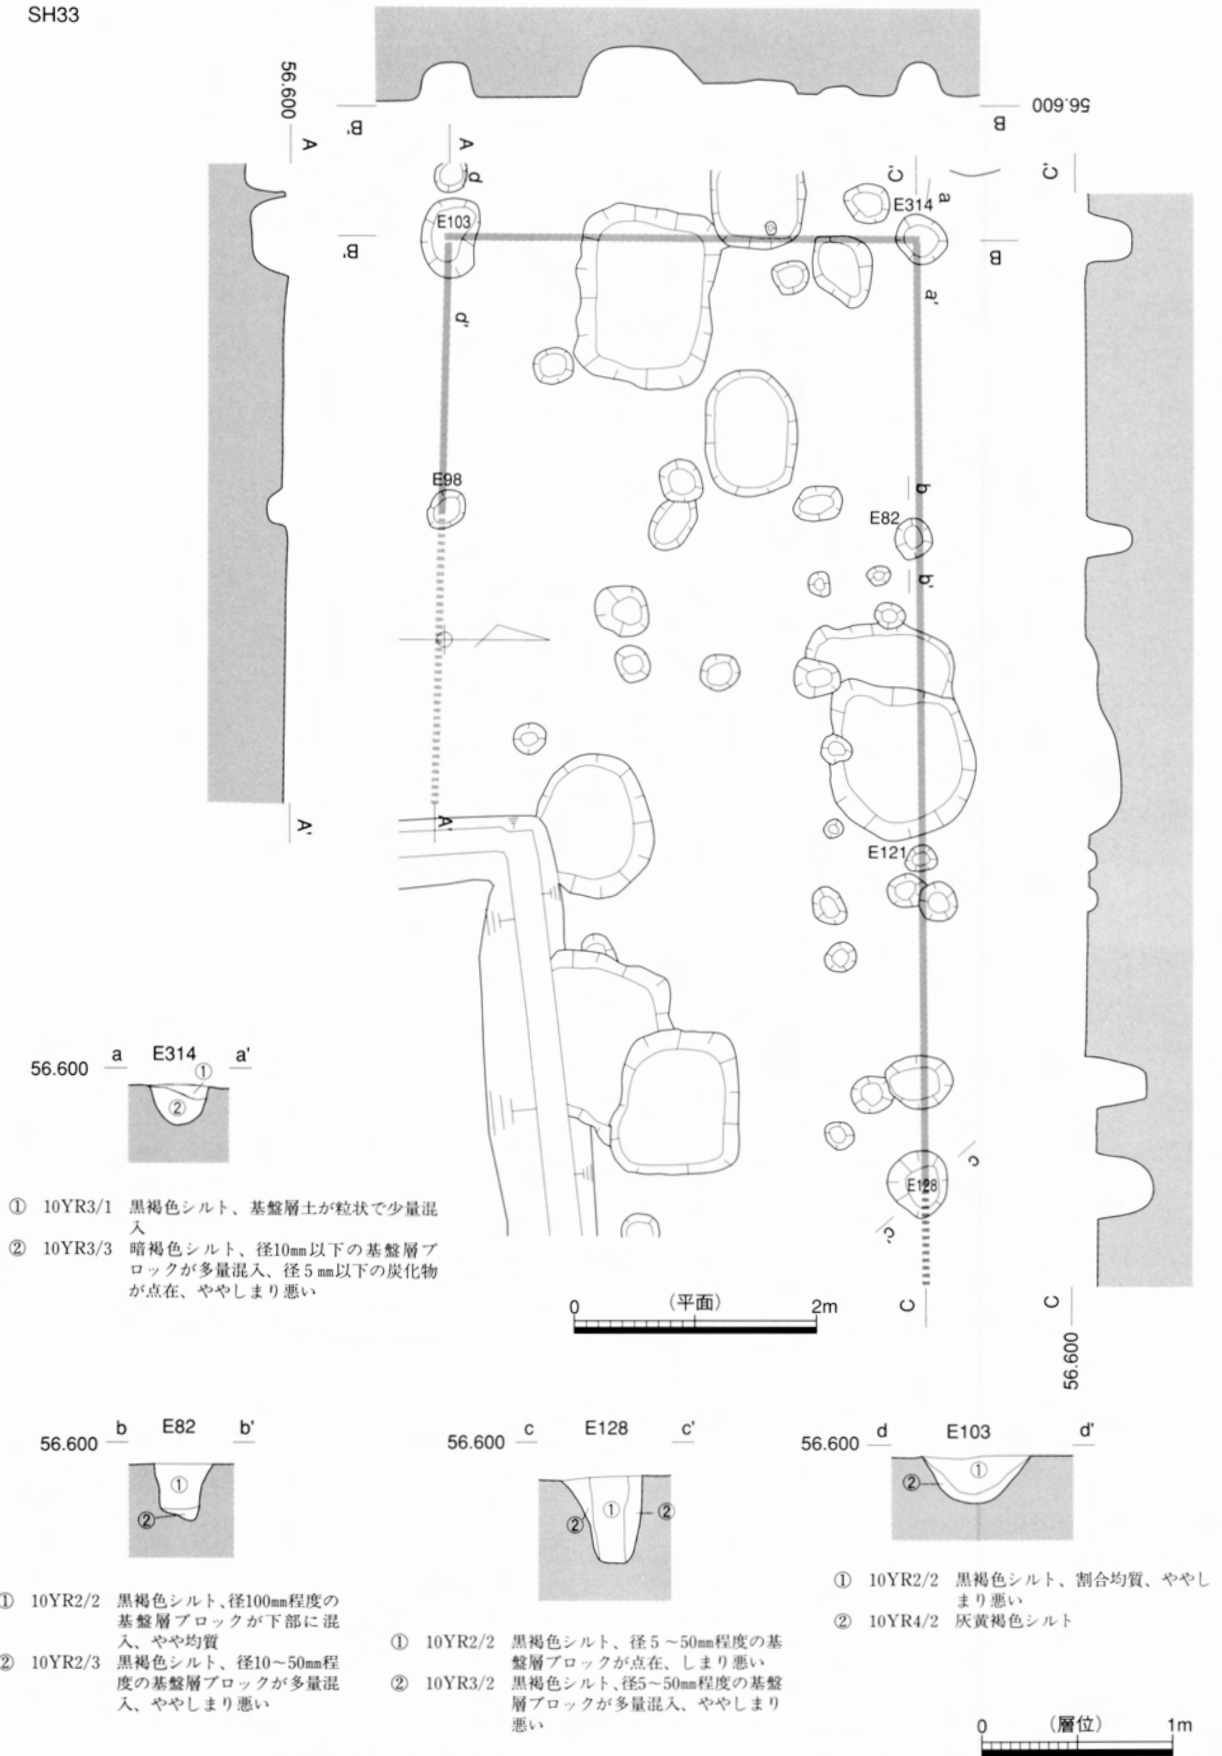 SH33
56.600
A
B'
A
B
56.600
d
C'
a
C'
E103
E314
B'
B
d'
a'
E98
b
E82
b'
A'
A'
E121
c
E128
c'
C
C
56.600
0 (平面) 2m
a E314 a'
56.600
①
②
① 10YR3/1 黒褐色シルト、基盤層土が粒状で少量混
入
② 10YR3/3 暗褐色シルト、径10㎜以下の基盤層ブ
ロックが多量混入、径5㎜以下の炭化物
が点在、ややしまり悪い
b E82 b'
56.600
①
②
① 10YR2/2 黒褐色シルト、径100㎜程度の
基盤層ブロックが下部に混
入、やや均質
② 10YR2/3 黒褐色シルト、径10～50㎜程
度の基盤層ブロックが多量混
入、ややしまり悪い
c E128 c'
56.600
① ②
②
① 10YR2/2 黒褐色シルト、径5～50㎜程度の基
盤層ブロックが点在、しまり悪い
② 10YR3/2 黒褐色シルト、径5~50㎜程度の基盤
層ブロックが多量混入、ややしまり
悪い
d E103 d'
56.600
①
②
① 10YR2/2 黒褐色シルト、割合均質、ややし
まり悪い
② 10YR4/2 灰黄褐色シルト
0 (層位) 1m